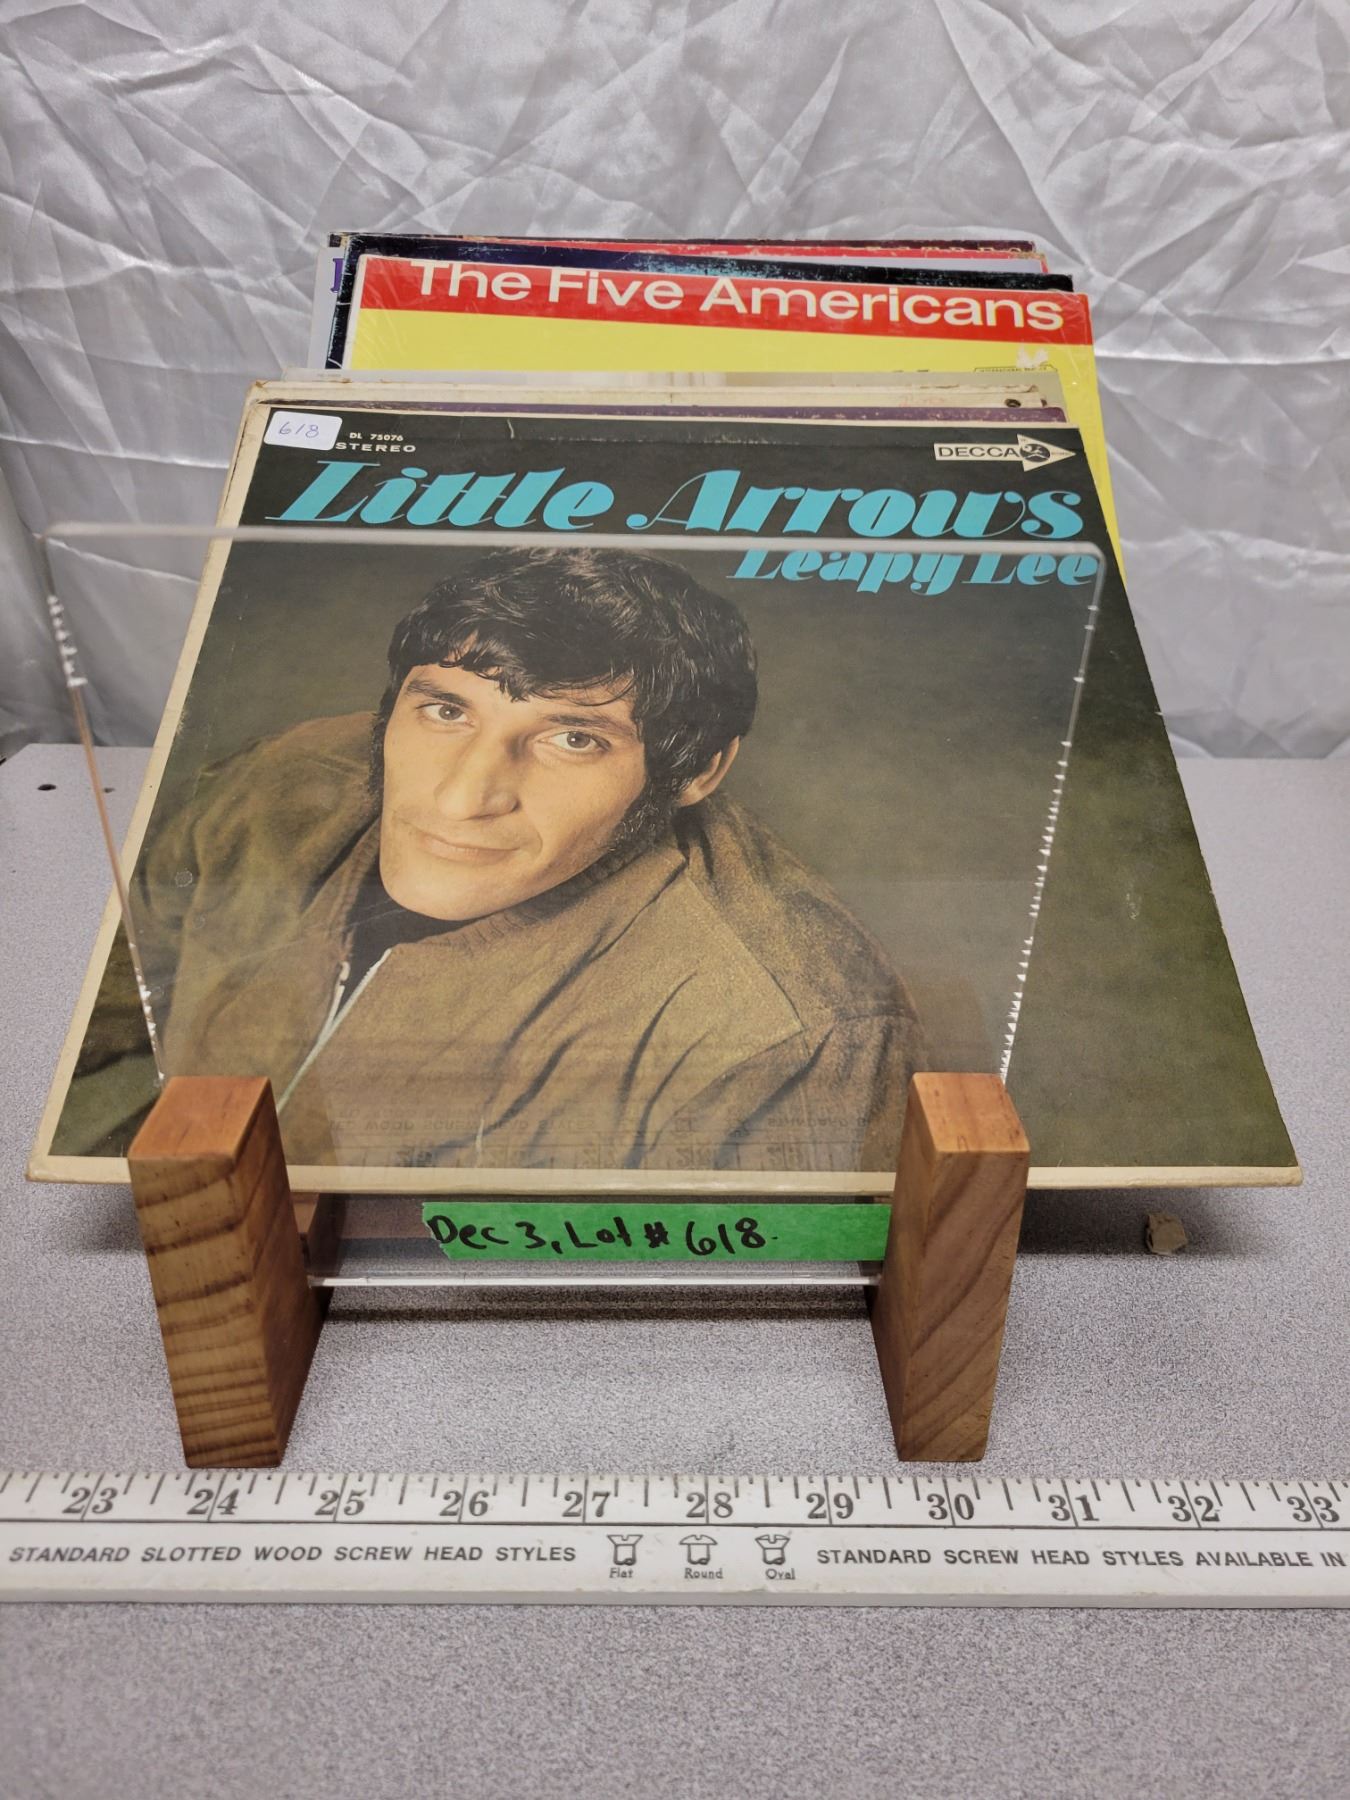 The Five Americans
618
DL 75076
STEREO
DECCA
Little Arrows
Leapy Lee
Dec 3, Lot # 618.
23 24 25 26 27 28 29 30 31 32 33
STANDARD SLOTTED WOOD SCREW HEAD STYLES
Flat Round Oval
STANDARD SCREW HEAD STYLES AVAILABLE IN